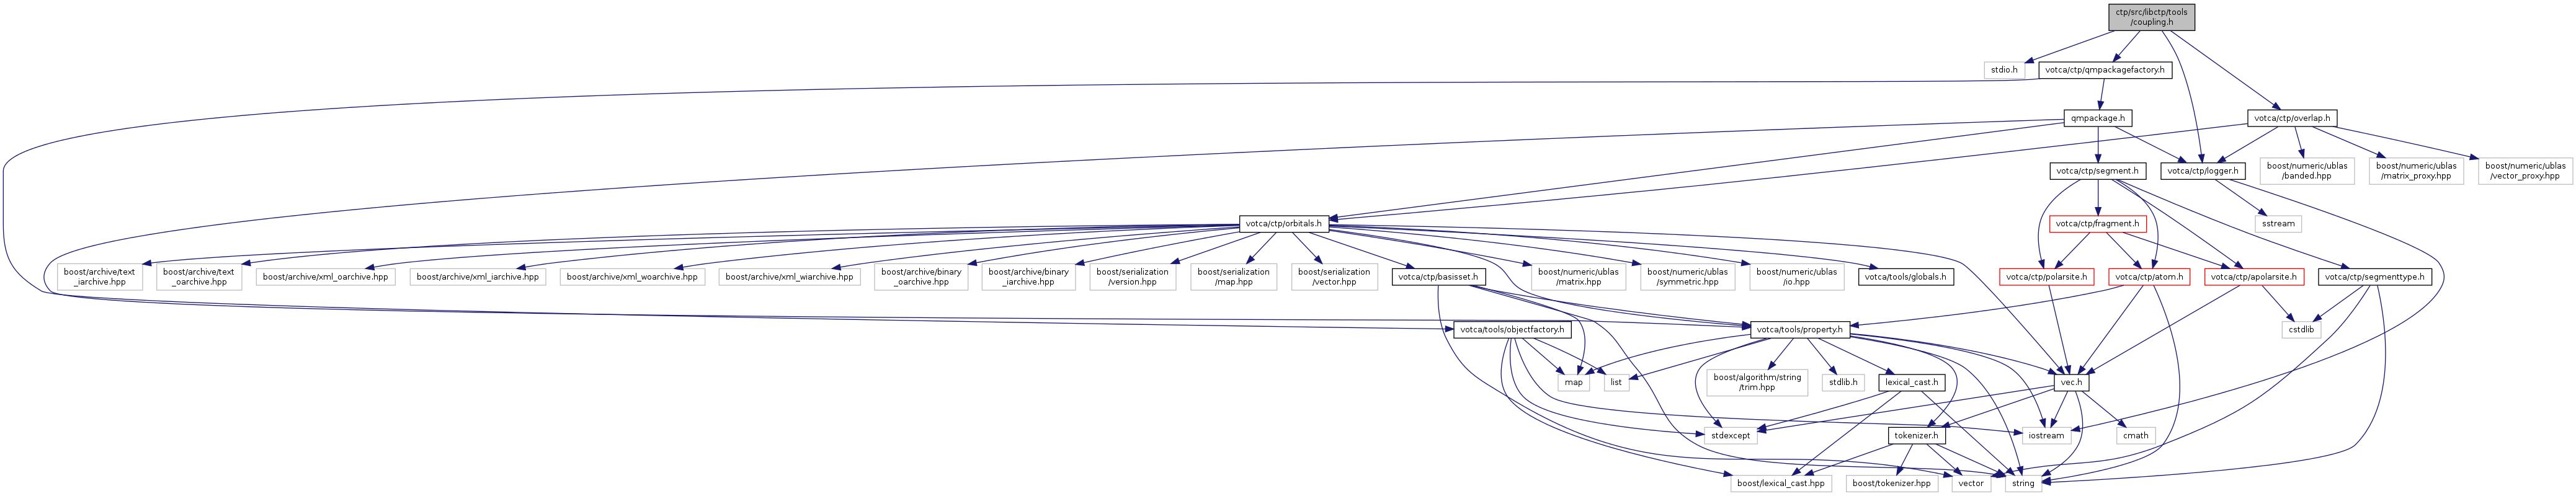 ctp/src/libctp/tools
/coupling.h
stdio.h
votca/ctp/qmpackagefactory.h
qmpackage.h
votca/ctp/overlap.h
votca/ctp/segment.h
votca/ctp/logger.h
boost/numeric/ublas
/banded.hpp
boost/numeric/ublas
/matrix_proxy.hpp
boost/numeric/ublas
/vector_proxy.hpp
votca/ctp/orbitals.h
votca/ctp/fragment.h
sstream
boost/archive/text
_iarchive.hpp
boost/archive/text
_oarchive.hpp
boost/archive/xml_oarchive.hpp
boost/archive/xml_iarchive.hpp
boost/archive/xml_woarchive.hpp
boost/archive/xml_wiarchive.hpp
boost/archive/binary
_oarchive.hpp
boost/archive/binary
_iarchive.hpp
boost/serialization
/version.hpp
boost/serialization
/map.hpp
boost/serialization
/vector.hpp
votca/ctp/basisset.h
boost/numeric/ublas
/matrix.hpp
boost/numeric/ublas
/symmetric.hpp
boost/numeric/ublas
/io.hpp
votca/tools/globals.h
votca/ctp/polarsite.h
votca/ctp/atom.h
votca/ctp/apolarsite.h
votca/ctp/segmenttype.h
votca/tools/objectfactory.h
votca/tools/property.h
cstdlib
map
list
boost/algorithm/string
/trim.hpp
stdlib.h
lexical_cast.h
vec.h
stdexcept
tokenizer.h
iostream
cmath
boost/lexical_cast.hpp
boost/tokenizer.hpp
vector
string